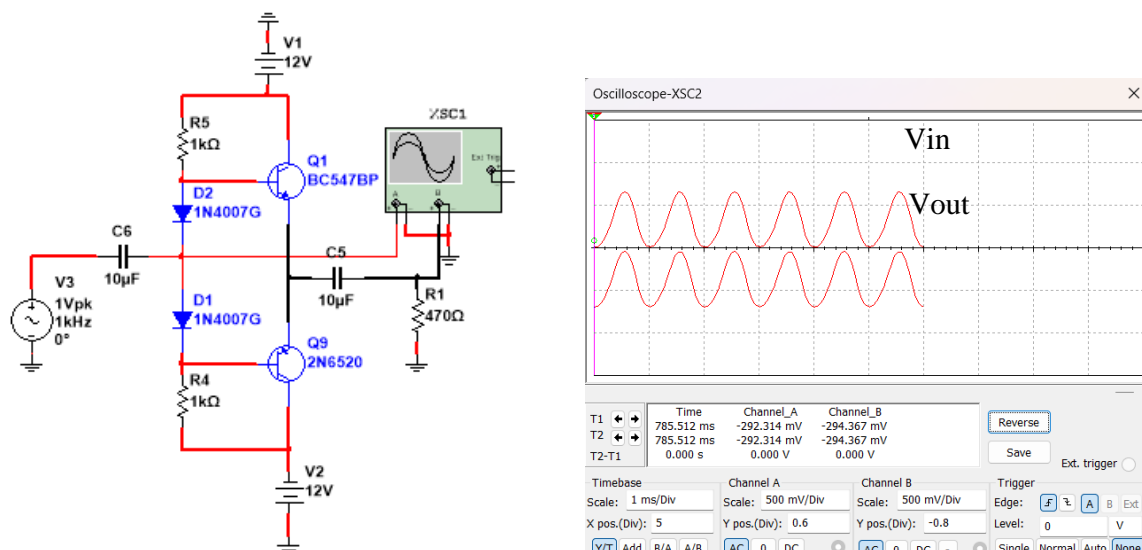 V1
12V
R5
1kΩ
Q1
BC547BP
XSC1
Ext Trig
A
B
D2
1N4007G
C6
10µF
C5
10µF
V3
1Vpk
1kHz
0°
D1
1N4007G
R1
470Ω
Q9
2N6520
R4
1kΩ
V2
12V
Oscilloscope-XSC2
Vin
Vout
Time Channel_A Channel_B
T1 785.512 ms -292.314 mV -294.367 mV
T2 785.512 ms -292.314 mV -294.367 mV
T2-T1 0.000 s 0.000 V 0.000 V
Reverse
Save
Ext. trigger
Timebase Channel A Channel B Trigger
Scale: 1 ms/Div Scale: 500 mV/Div Scale: 500 mV/Div Edge: A B Ext
X pos.(Div): 5 Y pos.(Div): 0.6 Y pos.(Div): -0.8 Level: 0 V
Y/T Add B/A A/B AC 0 DC AC 0 DC - Single Normal Auto None